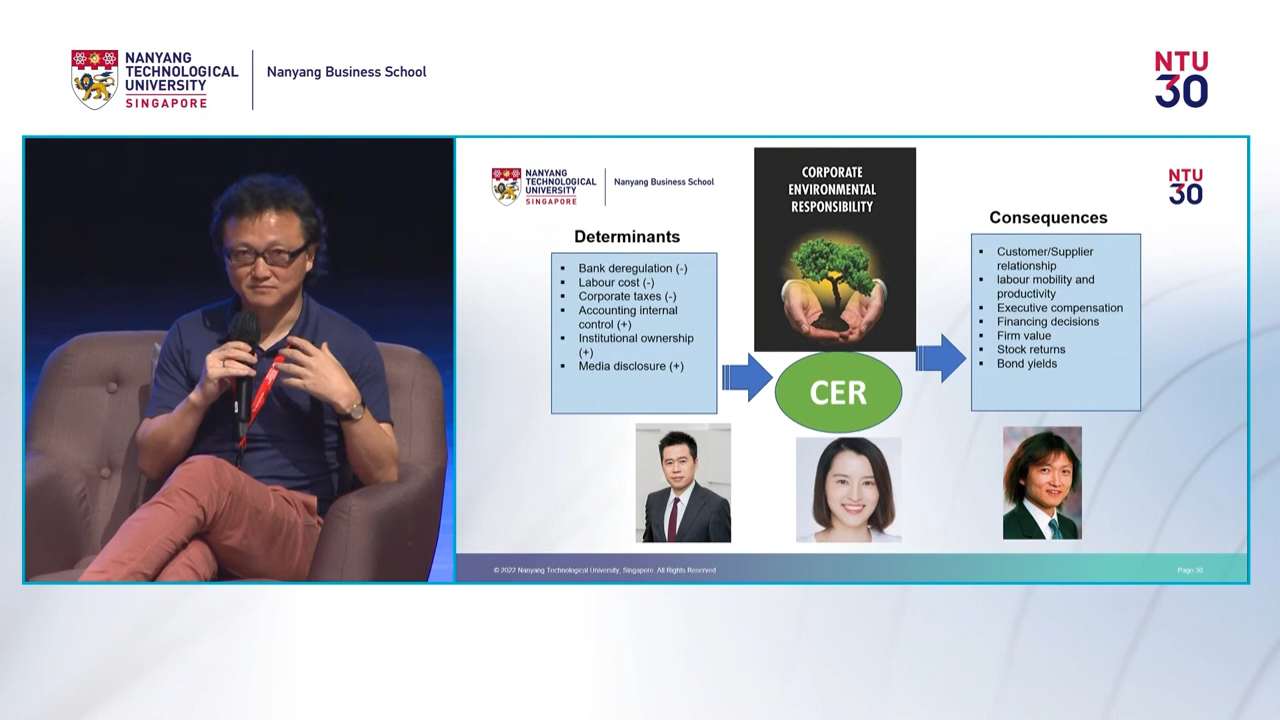 NANYANG
TECHNOLOGICAL
UNIVERSITY
SINGAPORE
Nanyang Business School
NTU
30
NANYANG
TECHNOLOGICAL
UNIVERSITY
SINGAPORE
Nanyang Business School
NTU
30
CORPORATE
ENVIRONMENTAL
RESPONSIBILITY
Determinants
▪ Bank deregulation (-)
▪ Labour cost (-)
▪ Corporate taxes (-)
▪ Accounting internal
control (+)
▪ Institutional ownership
(+)
▪ Media disclosure (+)
CER
Consequences
▪ Customer/Supplier
relationship
▪ labour mobility and
productivity
▪ Executive compensation
▪ Financing decisions
▪ Firm value
▪ Stock returns
▪ Bond yields
© 2022 Nanyang Technological University, Singapore. All Rights Reserved
Page 30